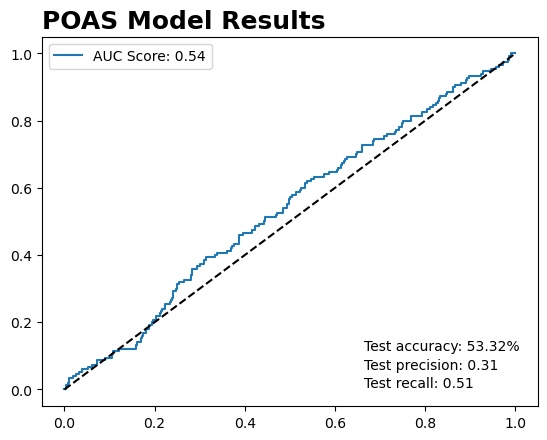 POAS Model Results
AUC Score: 0.54
1.0
0.8
0.6
0.4
0.2
0.0
Test accuracy: 53.32%
Test precision: 0.31
Test recall: 0.51
0.0 0.2 0.4 0.6 0.8 1.0